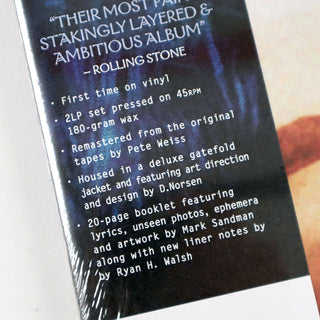 "THEIR MOST PAIN-
STAKINGLY LAYERED &
AMBITIOUS ALBUM"
– ROLLING STONE
• First time on vinyl
• 2LP set pressed on 45RPM
180-gram wax
• Remastered from the original
tapes by Pete Weiss
• Housed in a deluxe gatefold
jacket and featuring art direction
and design by D.Norsen
• 20-page booklet featuring
lyrics, unseen photos, ephemera
and artwork by Mark Sandman
along with new liner notes by
by Ryan H. Walsh